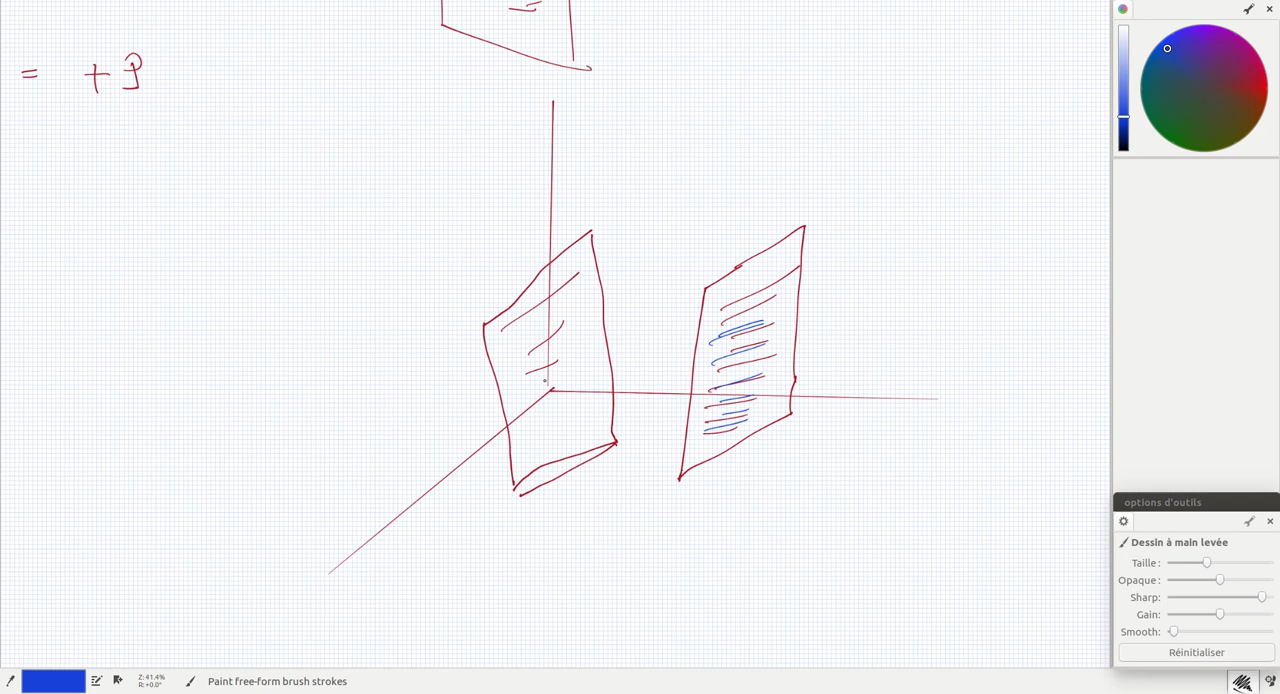 = +
options d'outils
Dessin à main levée
Taille :
Opaque :
Sharp:
Gain:
Smooth:
Réinitialiser
Z: 41.4%
R: +0.0°
Paint free-form brush strokes